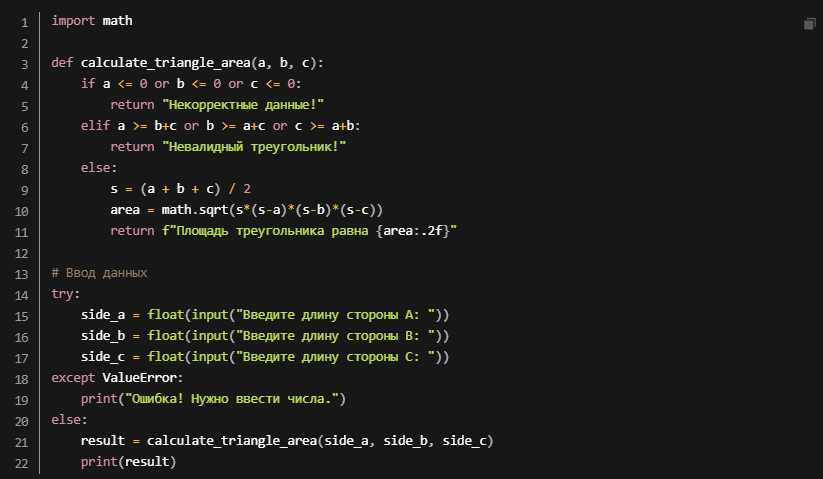 1 import math
2
3 def calculate_triangle_area(a, b, c):
4     if a <= 0 or b <= 0 or c <= 0:
5         return "Некорректные данные!"
6     elif a >= b+c or b >= a+c or c >= a+b:
7         return "Невалидный треугольник!"
8     else:
9         s = (a + b + c) / 2
10         area = math.sqrt(s*(s-a)*(s-b)*(s-c))
11         return f"Площадь треугольника равна {area:.2f}"
12
13 # Ввод данных
14 try:
15     side_a = float(input("Введите длину стороны A: "))
16     side_b = float(input("Введите длину стороны B: "))
17     side_c = float(input("Введите длину стороны C: "))
18 except ValueError:
19     print("Ошибка! Нужно ввести числа.")
20 else:
21     result = calculate_triangle_area(side_a, side_b, side_c)
22     print(result)